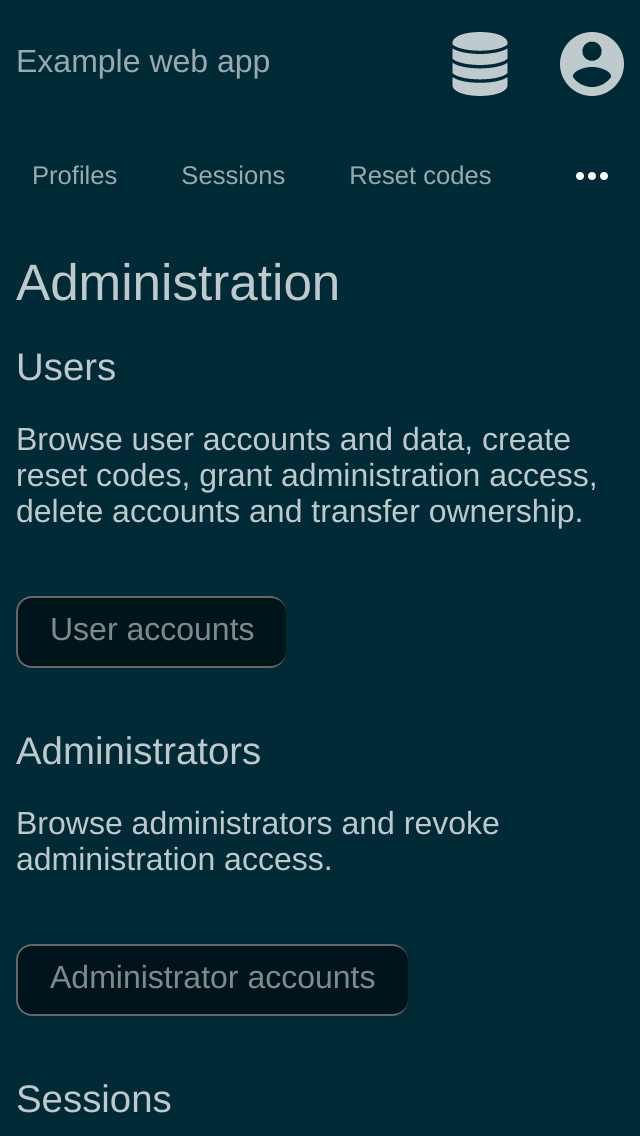 Example web app
Profiles Sessions Reset codes
Administration
Users
Browse user accounts and data, create
reset codes, grant administration access,
delete accounts and transfer ownership.
User accounts
Administrators
Browse administrators and revoke
administration access.
Administrator accounts
Sessions